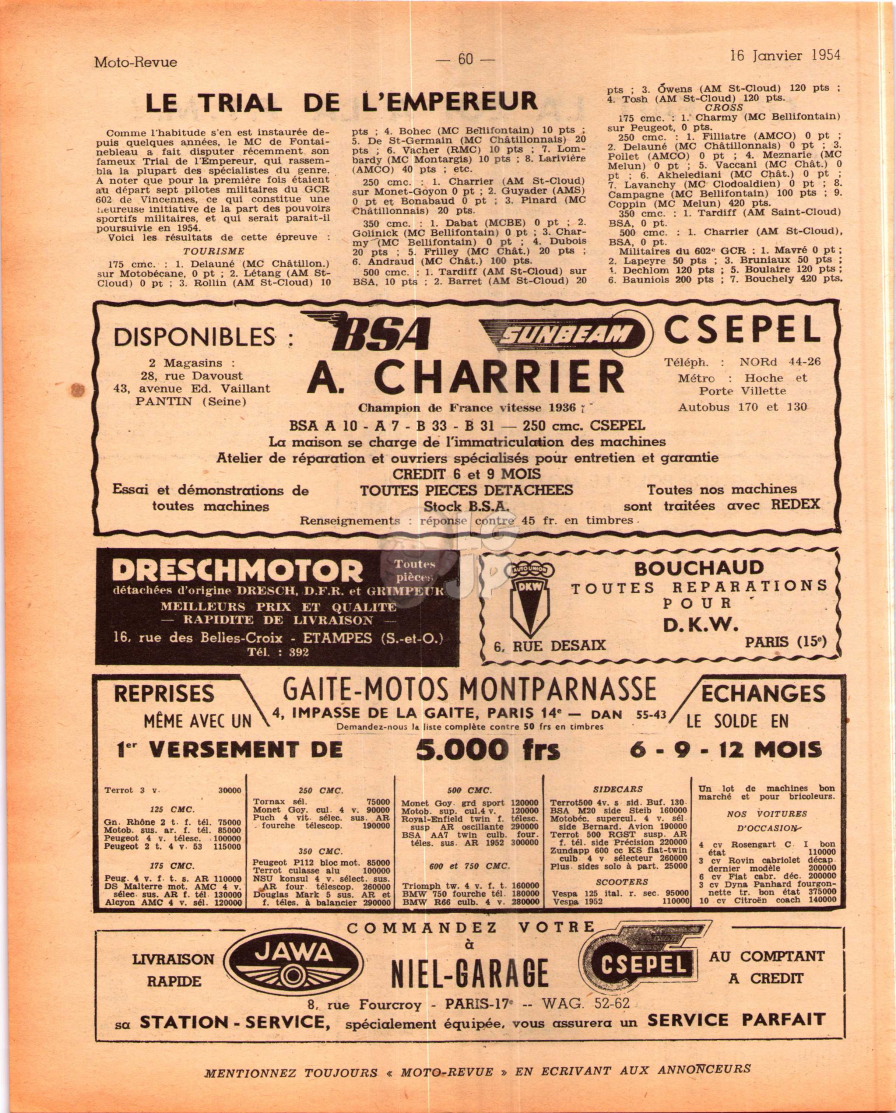 Moto-Revue
— 60 —
16 Janvier 1954
LE TRIAL DE L'EMPEREUR
Comme l'habitude s'en est instaurée de-
puis quelques années, le MC de Fontai-
nebleau a fait disputer récemment son
fameux Trial de l'Empereur, qui rassem-
bla la plupart des spécialistes du genre.
A noter que pour la première fois étaient
au départ sept pilotes militaires du GCR
602 de Vincennes, ce qui constitue une
heureuse initiative de la part des pouvoirs
sportifs militaires, et qui serait paraît-il
poursuivie en 1954.
Voici les résultats de cette épreuve :
TOURISME
175 cmc. : 1. Delauné (MC Châtillon.)
sur Motobécane, 0 pt ; 2. Létang (AM St-
Cloud) 0 pt ; 3. Rollin (AM St-Cloud) 10
pts ; 4. Bohec (MC Bellifontain) 10 pts ;
5. De St-Germain (MC Châtillonnais) 20
pts ; 6. Vacher (RMC) 10 pts ; 7. Lom-
bardy (MC Montargis) 10 pts ; 8. Larivière
(AMCO) 40 pts ; etc.
250 cmc. : 1. Charrier (AM St-Cloud)
sur Monet-Goyon 0 pt ; 2. Guyader (AMS)
0 pt et Bonabaud 0 pt ; 3. Pinard (MC
Châtillonnais) 20 pts.
350 cmc. : 1. Dabat (MCBE) 0 pt ; 2.
Golinick (MC Bellifontain) 0 pt ; 3. Char-
my (MC Bellifontain) 0 pt ; 4. Dubois
20 pts ; 5. Frilley (MC Chât.) 20 pts ;
6. Andraud (MC Chât.) 100 pts.
500 cmc. : 1. Tardiff (AM St-Cloud) sur
BSA, 10 pts ; 2. Barret (AM St-Cloud) 20
pts ; 3. Owens (AM St-Cloud) 120 pts ;
4. Tosh (AM St-Cloud) 120 pts.
CROSS
175 cmc. : 1. Charmy (MC Bellifontain)
sur Peugeot, 0 pts.
250 cmc. : 1. Filliatre (AMCO) 0 pt ;
2. Delauné (MC Châtillonnais) 0 pt ; 3.
Pollet (AMCO) 0 pt ; 4. Meznarie (MC
Melun) 0 pt ; 5. Vaccani (MC Chât.) 0
pt ; 6. Akhelediani (MC Chât.) 0 pt ;
7. Lavanchy (MC Clodoaldien) 0 pt ; 8.
Campagne (MC Bellifontain) 100 pts ; 9.
Coppin (MC Melun) 420 pts.
350 cmc. : 1. Tardiff (AM Saint-Cloud)
BSA, 0 pt.
500 cmc. : 1. Charrier (AM St-Cloud),
BSA, 0 pt.
Militaires du 602e GCR : 1. Mavré 0 pt ;
2. Lapeyre 50 pts ; 3. Bruniaux 50 pts ;
4. Dechlom 120 pts ; 5. Boulaire 120 pts ;
6. Bauniois 200 pts ; 7. Bouchely 420 pts.
DISPONIBLES : BSA SUNBEAM CSEPEL
2 Magasins :
28, rue Davoust
43, avenue Ed. Vaillant
PANTIN (Seine)
A. CHARRIER
Champion de France vitesse 1936
Téléph. : NORd 44-26
Métro : Hoche et
Porte Villette
Autobus 170 et 130
BSA A 10 - A 7 - B 33 - B 31 — 250 cmc. CSEPEL
La maison se charge de l'immatriculation des machines
Atelier de réparation et ouvriers spécialisés pour entretien et garantie
CREDIT 6 et 9 MOIS
Essai et démonstrations de
toutes machines
TOUTES PIECES DETACHEES
Stock B.S.A.
Toutes nos machines
sont traitées avec REDEX
Renseignements : réponse contre 45 fr. en timbres.
DRESCHMOTOR Toutes
pièces
détachées d'origine DRESCH, D.F.R. et GRIMPEUR
MEILLEURS PRIX ET QUALITE
— RAPIDITE DE LIVRAISON —
16, rue des Belles-Croix - ETAMPES (S.-et-O.)
Tél. : 392
AUTO UNION
DKW
BOUCHAUD
TOUTES REPARATIONS
POUR
D.K.W.
6, RUE DESAIX
PARIS (15e)
REPRISES
MÊME AVEC UN
GAITE-MOTOS MONTPARNASSE
4, IMPASSE DE LA GAITE, PARIS 14e — DAN 55-43
Demandez-nous la liste complète contre 50 frs en timbres
ECHANGES
LE SOLDE EN
1er VERSEMENT DE 5.000 frs 6 - 9 - 12 MOIS
Terrot 3 v. 30000
125 CMC.
Gn. Rhône 2 t. f. tél. 75000
Motob. sus. ar. f. tél. 85000
Peugeot 4 v. télesc. 100000
Peugeot 2 t. 4 v. 53 115000
175 CMC.
Peug. 4 v. f. t. s. AR 110000
DS Malterre mot. AMC 4 v.
sélec. sus. AR f. tél. 130000
Alcyon AMC 4 v. sél. 120000
250 CMC.
Tornax sél. 75000
Monet Goy. cul. 4 v. 90000
Puch 4 vit. sélec. sus. AR
fourche télescop. 190000
350 CMC.
Peugeot P112 bloc mot. 85000
Terrot culasse alu 100000
NSU konsul 4 v. sélect. sus.
AR four. télescop. 260000
Douglas Mark 5 sus. AR et
f. téles. à balancier 290000
500 CMC.
Monet Goy. grd sport 120000
Motob. sup. cul. 4 v. 120000
Royal-Enfield twin f. télesc.
susp AR oscillante 290000
BSA AA7 twin culb. four.
téles. sus. AR 1952 300000
600 et 750 CMC.
Triomph tw. 4 v. f. t. 160000
BMW 750 fourche tél. 180000
BMW R66 culb. 4 v. 280000
SIDECARS
Terrot500 4v. s sid. Buf. 130
BSA M20 side Steib 160000
Motobéc. supercul. 4 v. sél.
side Bernard. Avion 190000
Terrot 500 RGST susp. AR
f. tél. side Précision 220000
Zundapp 600 cc KS flat-twin
culb 4 v sélecteur 260000
Plus. sides solo à part. 25000
SCOOTERS
Vespa 125 ital. r. sec. 95000
Vespa 1952 110000
Un lot de machines bon
marché et pour bricoleurs.
NOS VOITURES
D'OCCASION
4 cv Rosengart C I bon
état 110000
3 cv Rovin cabriolet décap
dernier modèle 200000
6 cv Fiat cabr. déc. 200000
3 cv Dyna Panhard fourgon-
nette tr. bon état 375000
10 cv Citroën coach 140000
COMMANDEZ VOTRE
LIVRAISON
RAPIDE
JAWA
à
NIEL-GARAGE
CSEPEL
AU COMPTANT
A CREDIT
8, rue Fourcroy - PARIS-17e -- WAG. 52-62
sa STATION-SERVICE, spécialement équipée, vous assurera un SERVICE PARFAIT
MENTIONNEZ TOUJOURS « MOTO-REVUE » EN ECRIVANT AUX ANNONCEURS